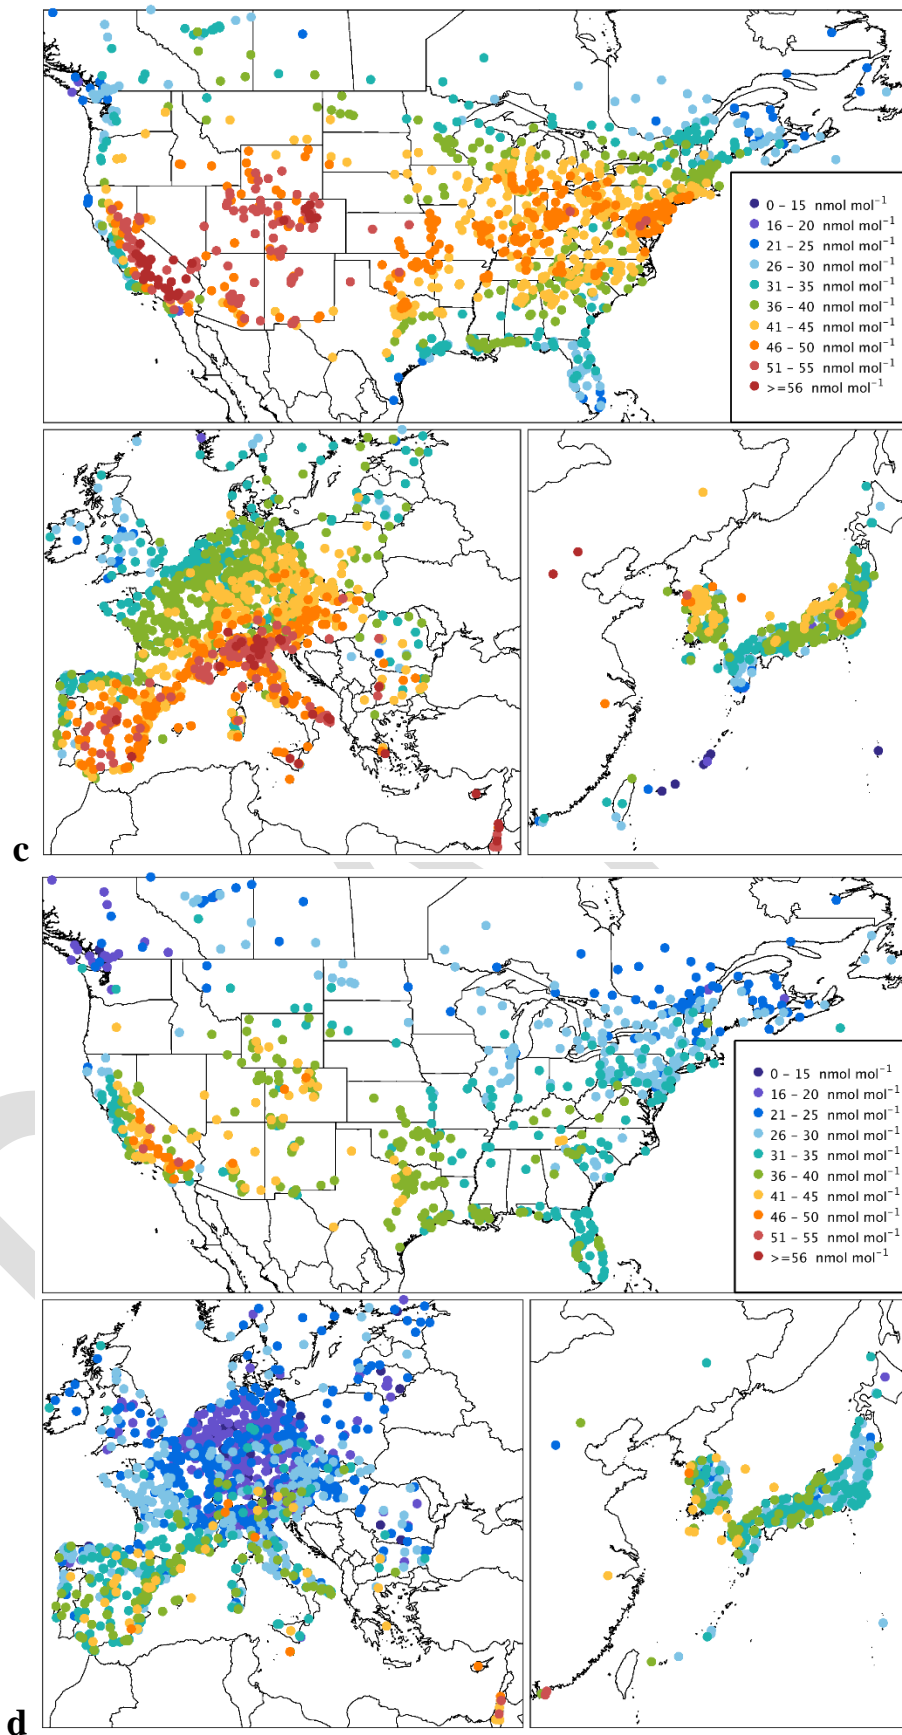 0 – 15 nmol mol⁻¹
16 – 20 nmol mol⁻¹
21 – 25 nmol mol⁻¹
26 – 30 nmol mol⁻¹
31 – 35 nmol mol⁻¹
36 – 40 nmol mol⁻¹
41 – 45 nmol mol⁻¹
46 – 50 nmol mol⁻¹
51 – 55 nmol mol⁻¹
>=56 nmol mol⁻¹
c
0 – 15 nmol mol⁻¹
16 – 20 nmol mol⁻¹
21 – 25 nmol mol⁻¹
26 – 30 nmol mol⁻¹
31 – 35 nmol mol⁻¹
36 – 40 nmol mol⁻¹
41 – 45 nmol mol⁻¹
46 – 50 nmol mol⁻¹
51 – 55 nmol mol⁻¹
>=56 nmol mol⁻¹
d